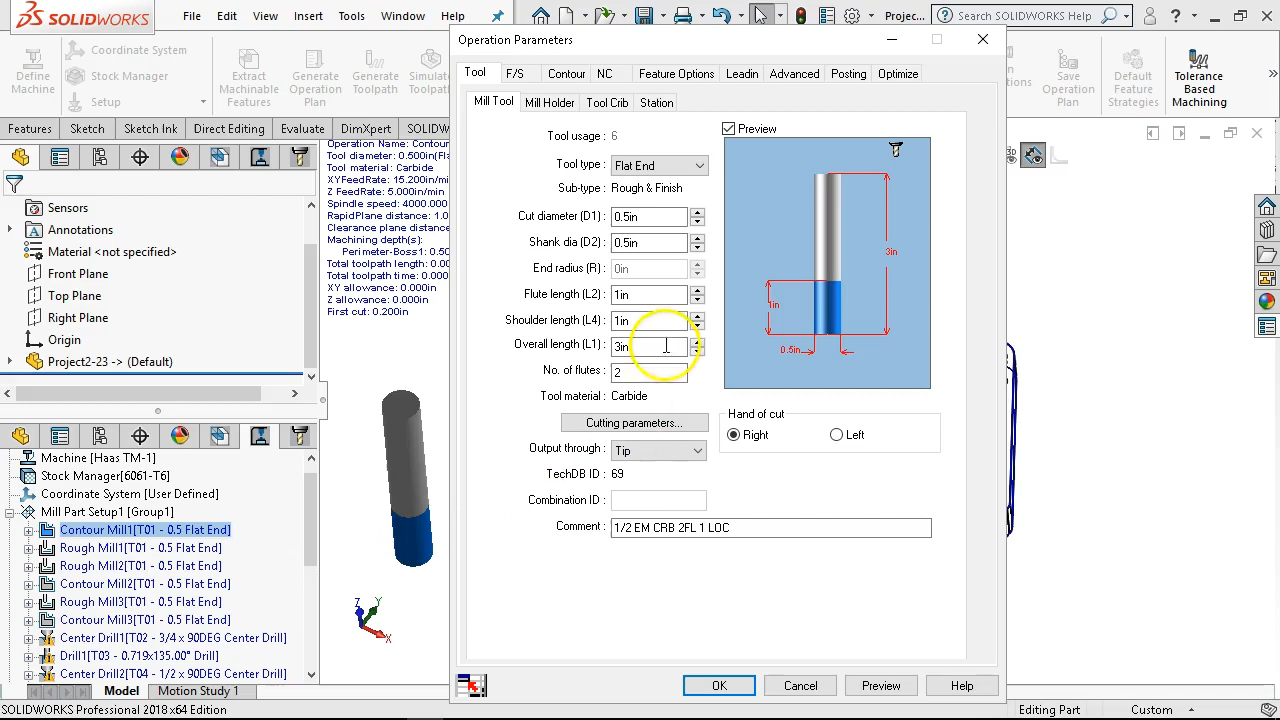 SOLIDWORKS File Edit View Insert Tools Window Help Projec... Search SOLIDWORKS Help
Coordinate System
Stock Manager
Setup
Define
Machine
Extract
Machinable
Features
Generate
Operation
Plan
Generate
Toolpath
Simulat
Toolpat
Save
Operation
Plan
Default
Feature
Strategies
Tolerance
Based
Machining
Features Sketch Sketch Ink Direct Editing Evaluate DimXpert SOLIDW
Sensors
Annotations
Material <not specified>
Front Plane
Top Plane
Right Plane
Origin
Project2-23 -> (Default)
Machine [Haas TM-1]
Stock Manager[6061-T6]
Coordinate System [User Defined]
Mill Part Setup1 [Group1]
Contour Mill1[T01 - 0.5 Flat End]
Rough Mill1[T01 - 0.5 Flat End]
Rough Mill2[T01 - 0.5 Flat End]
Contour Mill2[T01 - 0.5 Flat End]
Rough Mill3[T01 - 0.5 Flat End]
Contour Mill3[T01 - 0.5 Flat End]
Center Drill1[T02 - 3/4 x 90DEG Center Drill]
Drill1[T03 - 0.719x135.00° Drill]
Center Drill2[T04 - 1/2 x 90DEG Center Drill]
Model Motion Study 1
SOLIDWORKS Professional 2018 x64 Edition
Operation Name: Contou
Tool diameter: 0.500in(Fla
Tool material: Carbide
XYFeedRate: 15.200in/mi
Z FeedRate: 5.000in/min
Spindle speed: 4000.000
RapidPlane distance: 1.0
Clearance plane distance
Machining depth(s):
Perimeter-Boss1: 0.50
Total toolpath length: 0.00
Total toolpath time: 0.000
XY allowance: 0.000in
Z allowance: 0.000in
First cut: 0.200in
Z
Y
X
Operation Parameters
Tool F/S Contour NC Feature Options Leadin Advanced Posting Optimize
Mill Tool Mill Holder Tool Crib Station
Tool usage : 6
Tool type : Flat End
Sub-type : Rough & Finish
Cut diameter (D1) : 0.5in
Shank dia (D2) : 0.5in
End radius (R) : 0in
Flute length (L2) : 1in
Shoulder length (L4) : 1in
Overall length (L1) : 3in
No. of flutes : 2
Tool material : Carbide
Cutting parameters...
Output through : Tip
TechDB ID : 69
Combination ID :
Comment : 1/2 EM CRB 2FL 1 LOC
Preview
3in
1in
0.5in
Hand of cut
Right Left
OK Cancel Preview Help
Editing Part Custom